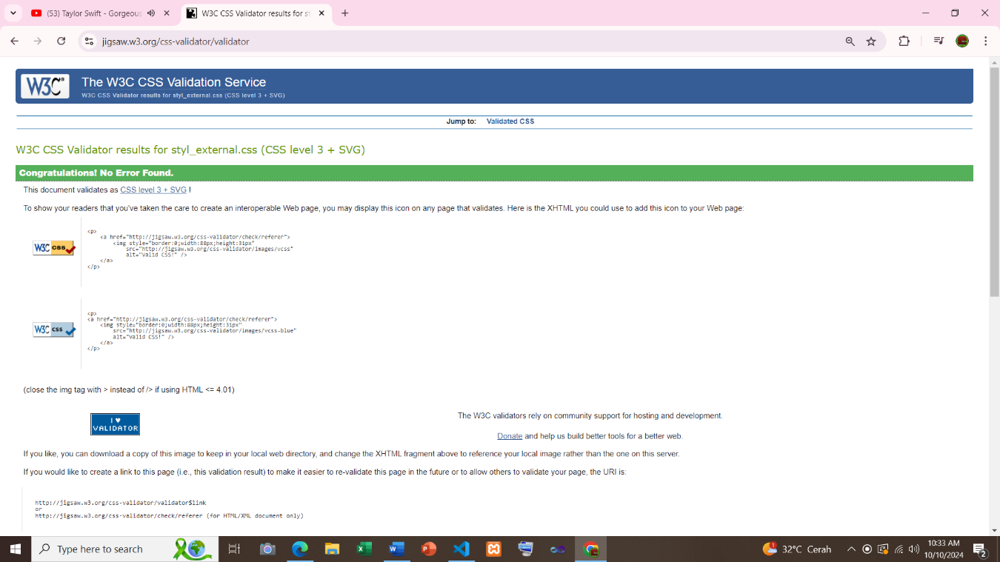 (53) Taylor Swift - Gorgeous
W3C CSS Validator results for st
jigsaw.w3.org/css-validator/validator
W3C®
The W3C CSS Validation Service
W3C CSS Validator results for styl_external.css (CSS level 3 + SVG)
Jump to: Validated CSS
W3C CSS Validator results for styl_external.css (CSS level 3 + SVG)
Congratulations! No Error Found.
This document validates as CSS level 3 + SVG !
To show your readers that you've taken the care to create an interoperable Web page, you may display this icon on any page that validates. Here is the XHTML you could use to add this icon to your Web page:
W3C css
<p>
<a href="http://jigsaw.w3.org/css-validator/check/referer">
<img style="border:0;width:88px;height:31px"
src="http://jigsaw.w3.org/css-validator/images/vcss"
alt="Valid CSS!" />
</a>
</p>
W3C css
<p>
<a href="http://jigsaw.w3.org/css-validator/check/referer">
<img style="border:0;width:88px;height:31px"
src="http://jigsaw.w3.org/css-validator/images/vcss-blue"
alt="Valid CSS!" />
</a>
</p>
(close the img tag with > instead of /> if using HTML <= 4.01)
I ♥
VALIDATOR
The W3C validators rely on community support for hosting and development.
Donate and help us build better tools for a better web.
If you like, you can download a copy of this image to keep in your local web directory, and change the XHTML fragment above to reference your local image rather than the one on this server.
If you would like to create a link to this page (i.e., this validation result) to make it easier to re-validate this page in the future or to allow others to validate your page, the URI is:
http://jigsaw.w3.org/css-validator/validator$link
or
http://jigsaw.w3.org/css-validator/check/referer (for HTML/XML document only)
Type here to search
32°C Cerah
10:33 AM
10/10/2024
2